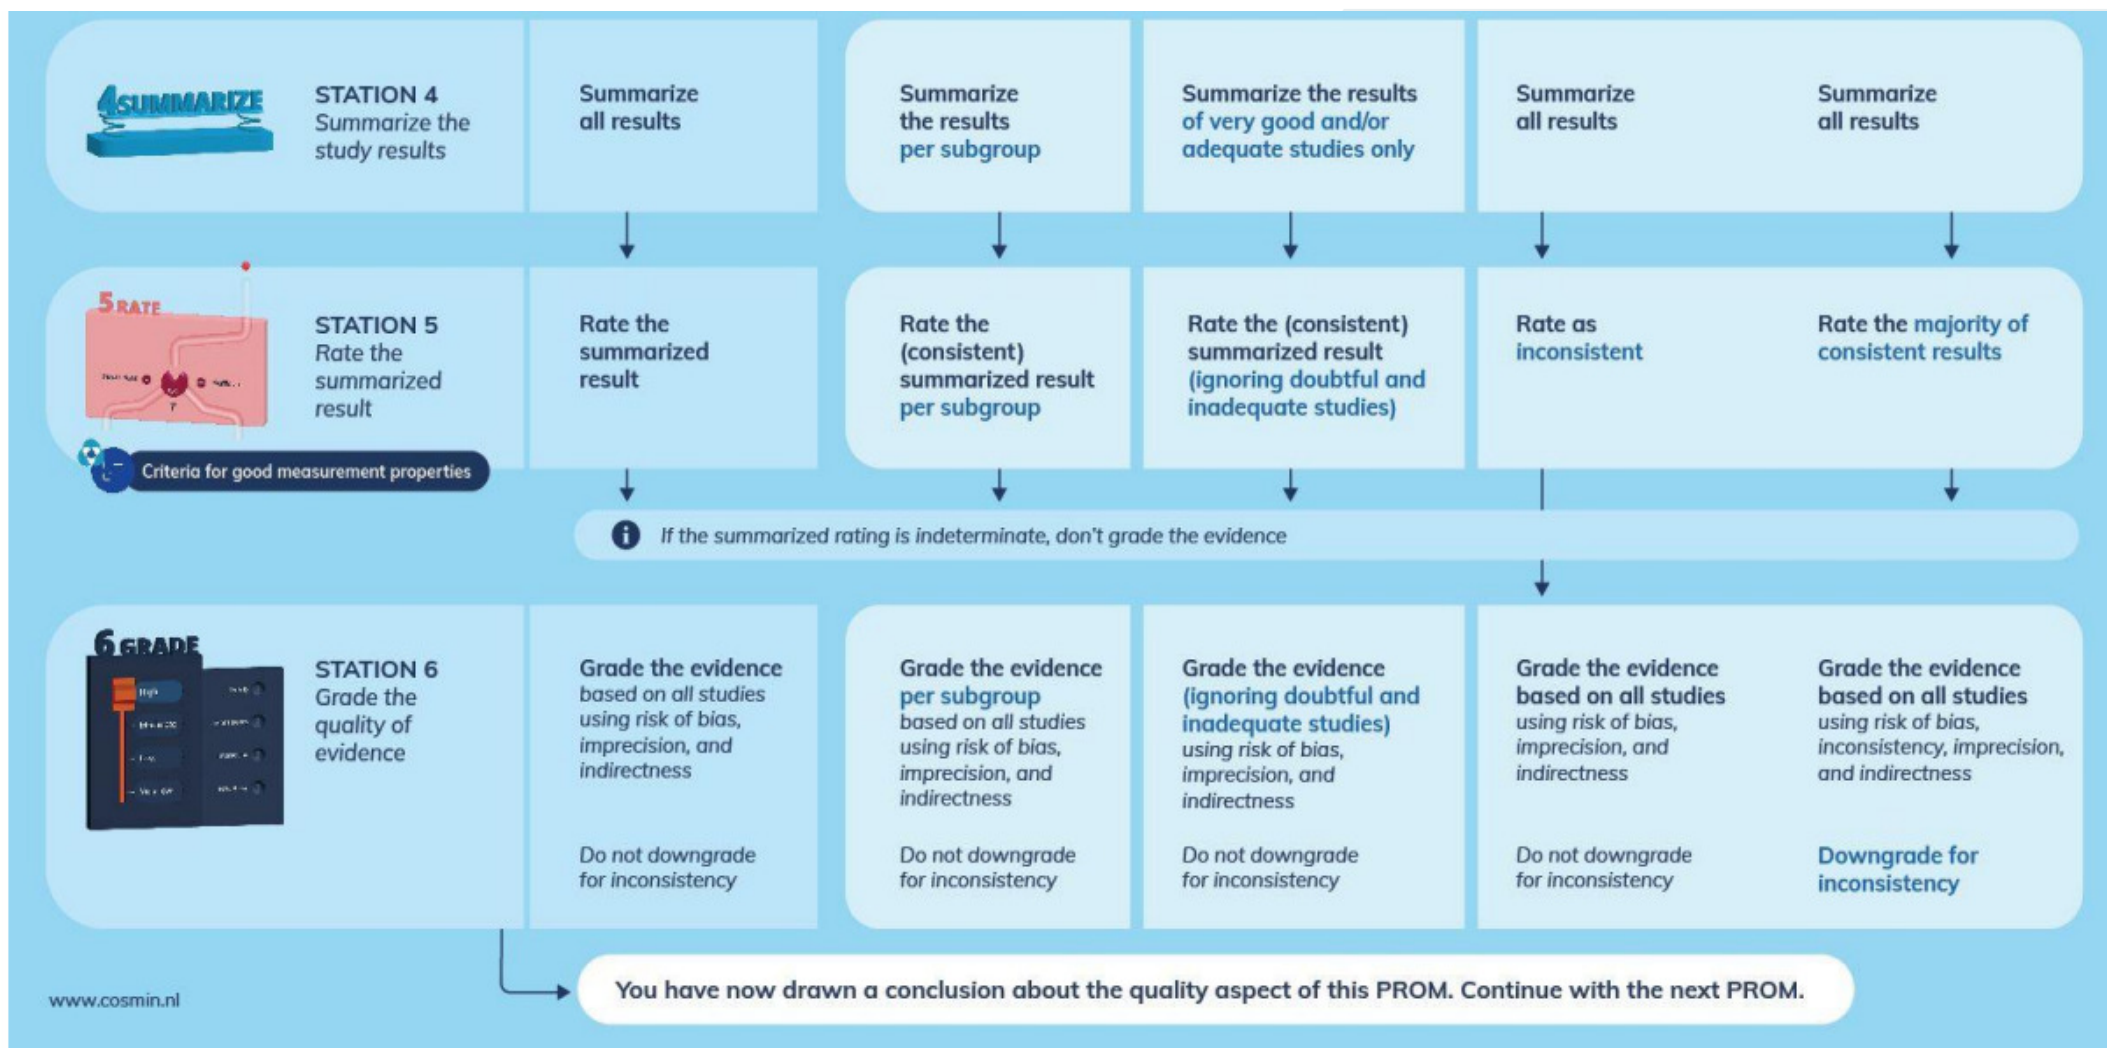 4 SUMMARIZE
STATION 4
Summarize the
study results
Summarize
all results
Summarize
the results
per subgroup
Summarize the results
of very good and/or
adequate studies only
Summarize
all results
Summarize
all results
5 RATE
STATION 5
Rate the
summarized
result
Criteria for good measurement properties
Rate the
summarized
result
Rate the
(consistent)
summarized result
per subgroup
Rate the (consistent)
summarized result
(ignoring doubtful and
inadequate studies)
Rate as
inconsistent
Rate the majority of
consistent results
If the summarized rating is indeterminate, don't grade the evidence
6 GRADE
High
STATION 6
Grade the
quality of
evidence
Grade the evidence
based on all studies
using risk of bias,
imprecision, and
indirectness
Do not downgrade
for inconsistency
Grade the evidence
per subgroup
based on all studies
using risk of bias,
imprecision, and
indirectness
Do not downgrade
for inconsistency
Grade the evidence
(ignoring doubtful and
inadequate studies)
using risk of bias,
imprecision, and
indirectness
Do not downgrade
for inconsistency
Grade the evidence
based on all studies
using risk of bias,
imprecision, and
indirectness
Do not downgrade
for inconsistency
Grade the evidence
based on all studies
using risk of bias,
inconsistency, imprecision,
and indirectness
Downgrade for
inconsistency
www.cosmin.nl
You have now drawn a conclusion about the quality aspect of this PROM. Continue with the next PROM.